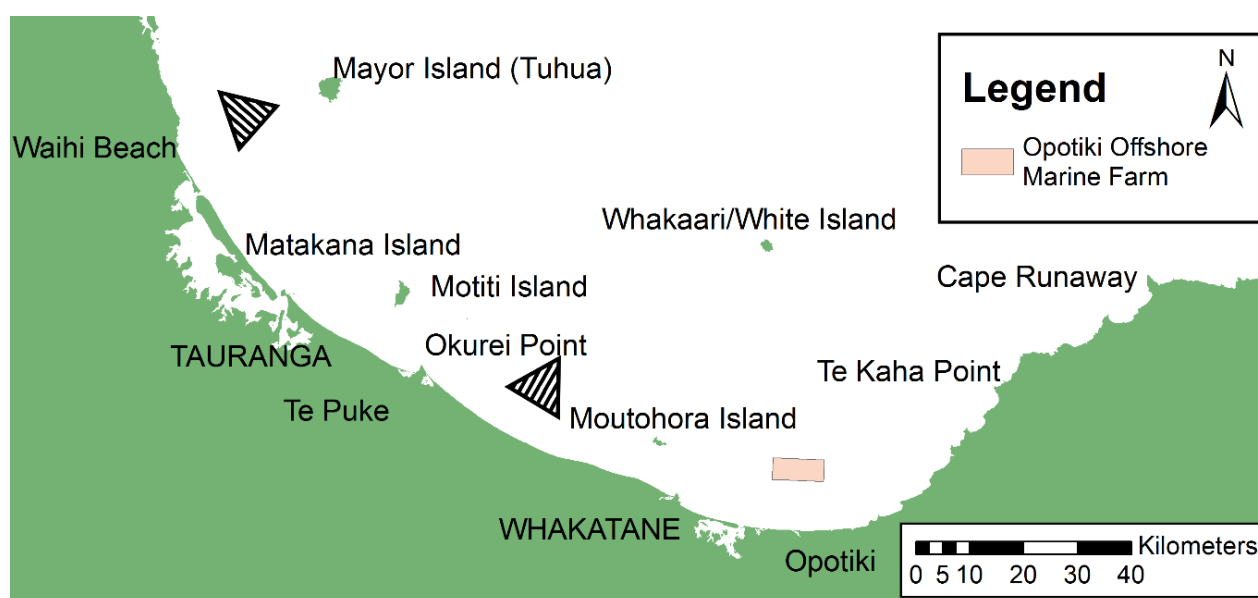 Mayor Island (Tuhua)
N
Legend
Waihi Beach
Opotiki Offshore
Marine Farm
Whakaari/White Island
Matakana Island
Motiti Island
Cape Runaway
Okurei Point
TAURANGA
Te Kaha Point
Te Puke
Moutohora Island
WHAKATANE
Opotiki
Kilometers
0 5 10 20 30 40